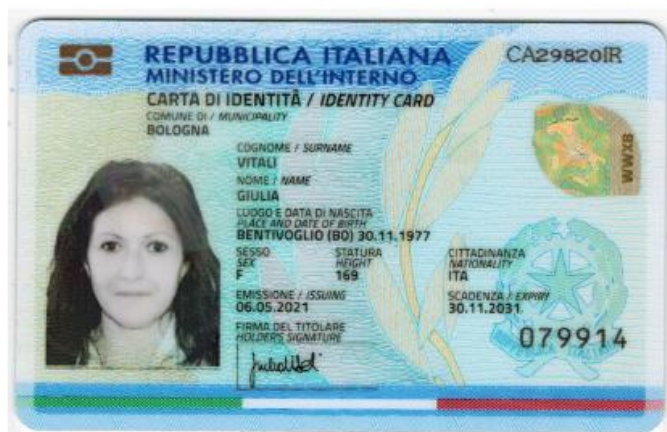 REPUBBLICA ITALIANA
CA29820IR
MINISTERO DELL'INTERNO
CARTA DI IDENTITÀ / IDENTITY CARD
COMUNE DI / MUNICIPALITY
BOLOGNA
COGNOME / SURNAME
VITALI
NOME / NAME
GIULIA
LUOGO E DATA DI NASCITA
PLACE AND DATE OF BIRTH
BENTIVOGLIO (BO) 30.11.1977
SESSO STATURA CITTADINANZA
SEX HEIGHT NATIONALITY
F 169 ITA
EMISSIONE / ISSUING SCADENZA / EXPIRY
06.05.2021 30.11.2031
FIRMA DEL TITOLARE
HOLDER'S SIGNATURE
079914
WWXB